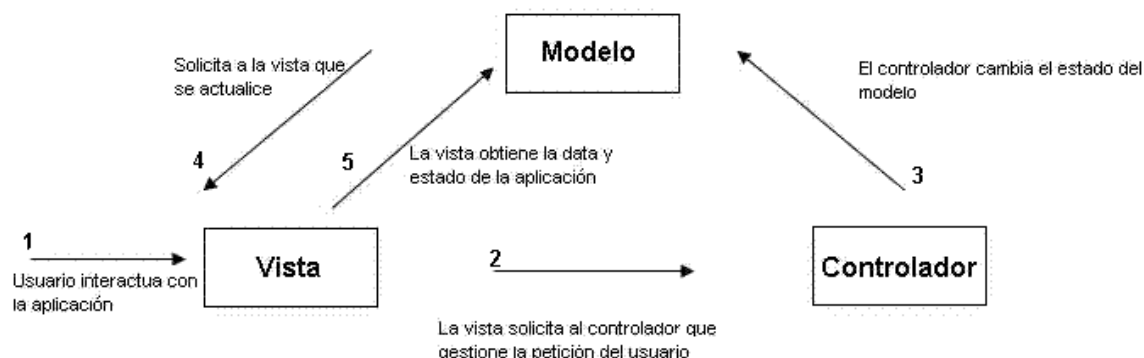 Modelo
Solicita a la vista que
se actualice
El controlador cambia el estado del
modelo
4
5
La vista obtiene la data y
estado de la aplicación
3
1
Usuario interactua con
la aplicación
Vista
2
Controlador
La vista solicita al controlador que
gestione la petición del usuario